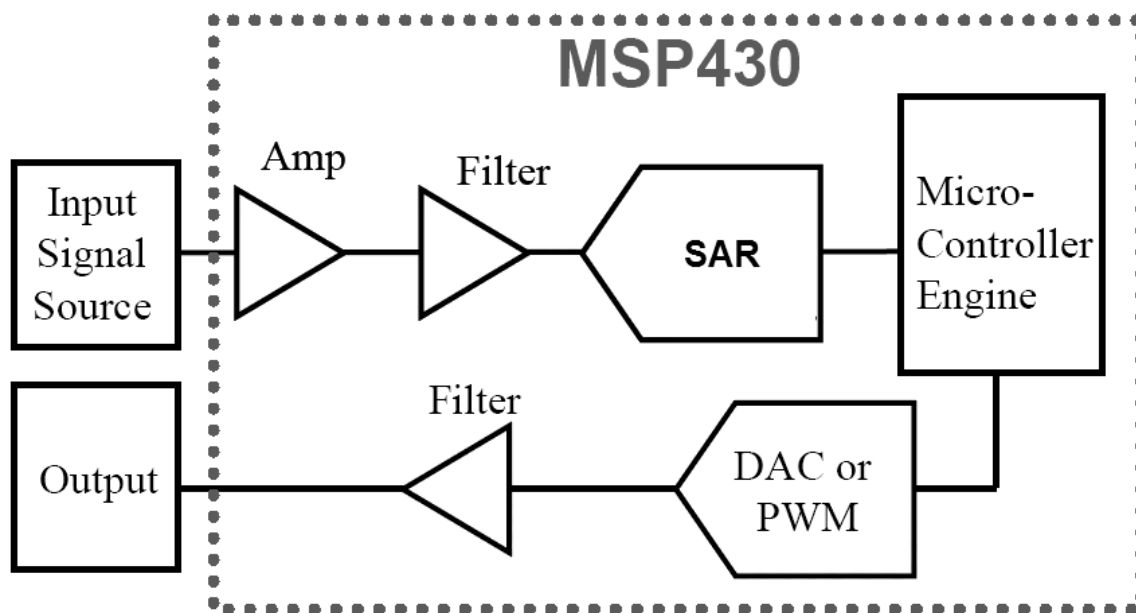 MSP430
Amp
Filter
Input
Signal
Source
SAR
Micro-
Controller
Engine
Filter
Output
DAC or
PWM